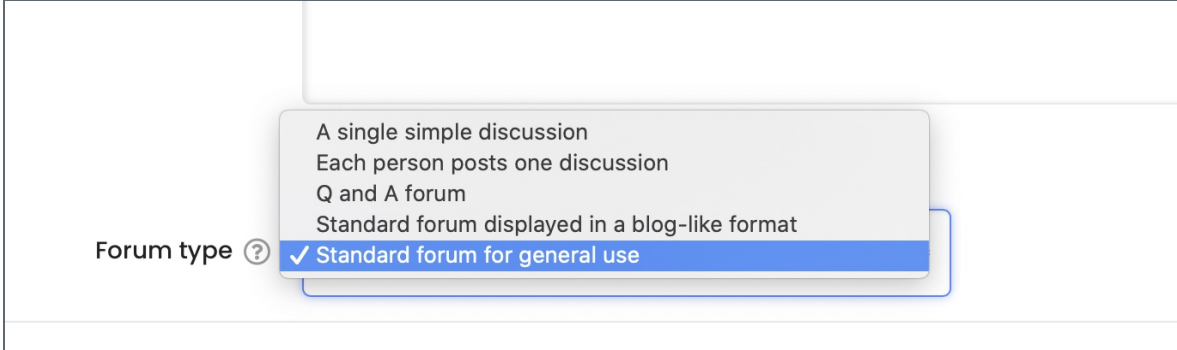 A single simple discussion
Each person posts one discussion
Q and A forum
Standard forum displayed in a blog-like format
Forum type ? ✓ Standard forum for general use